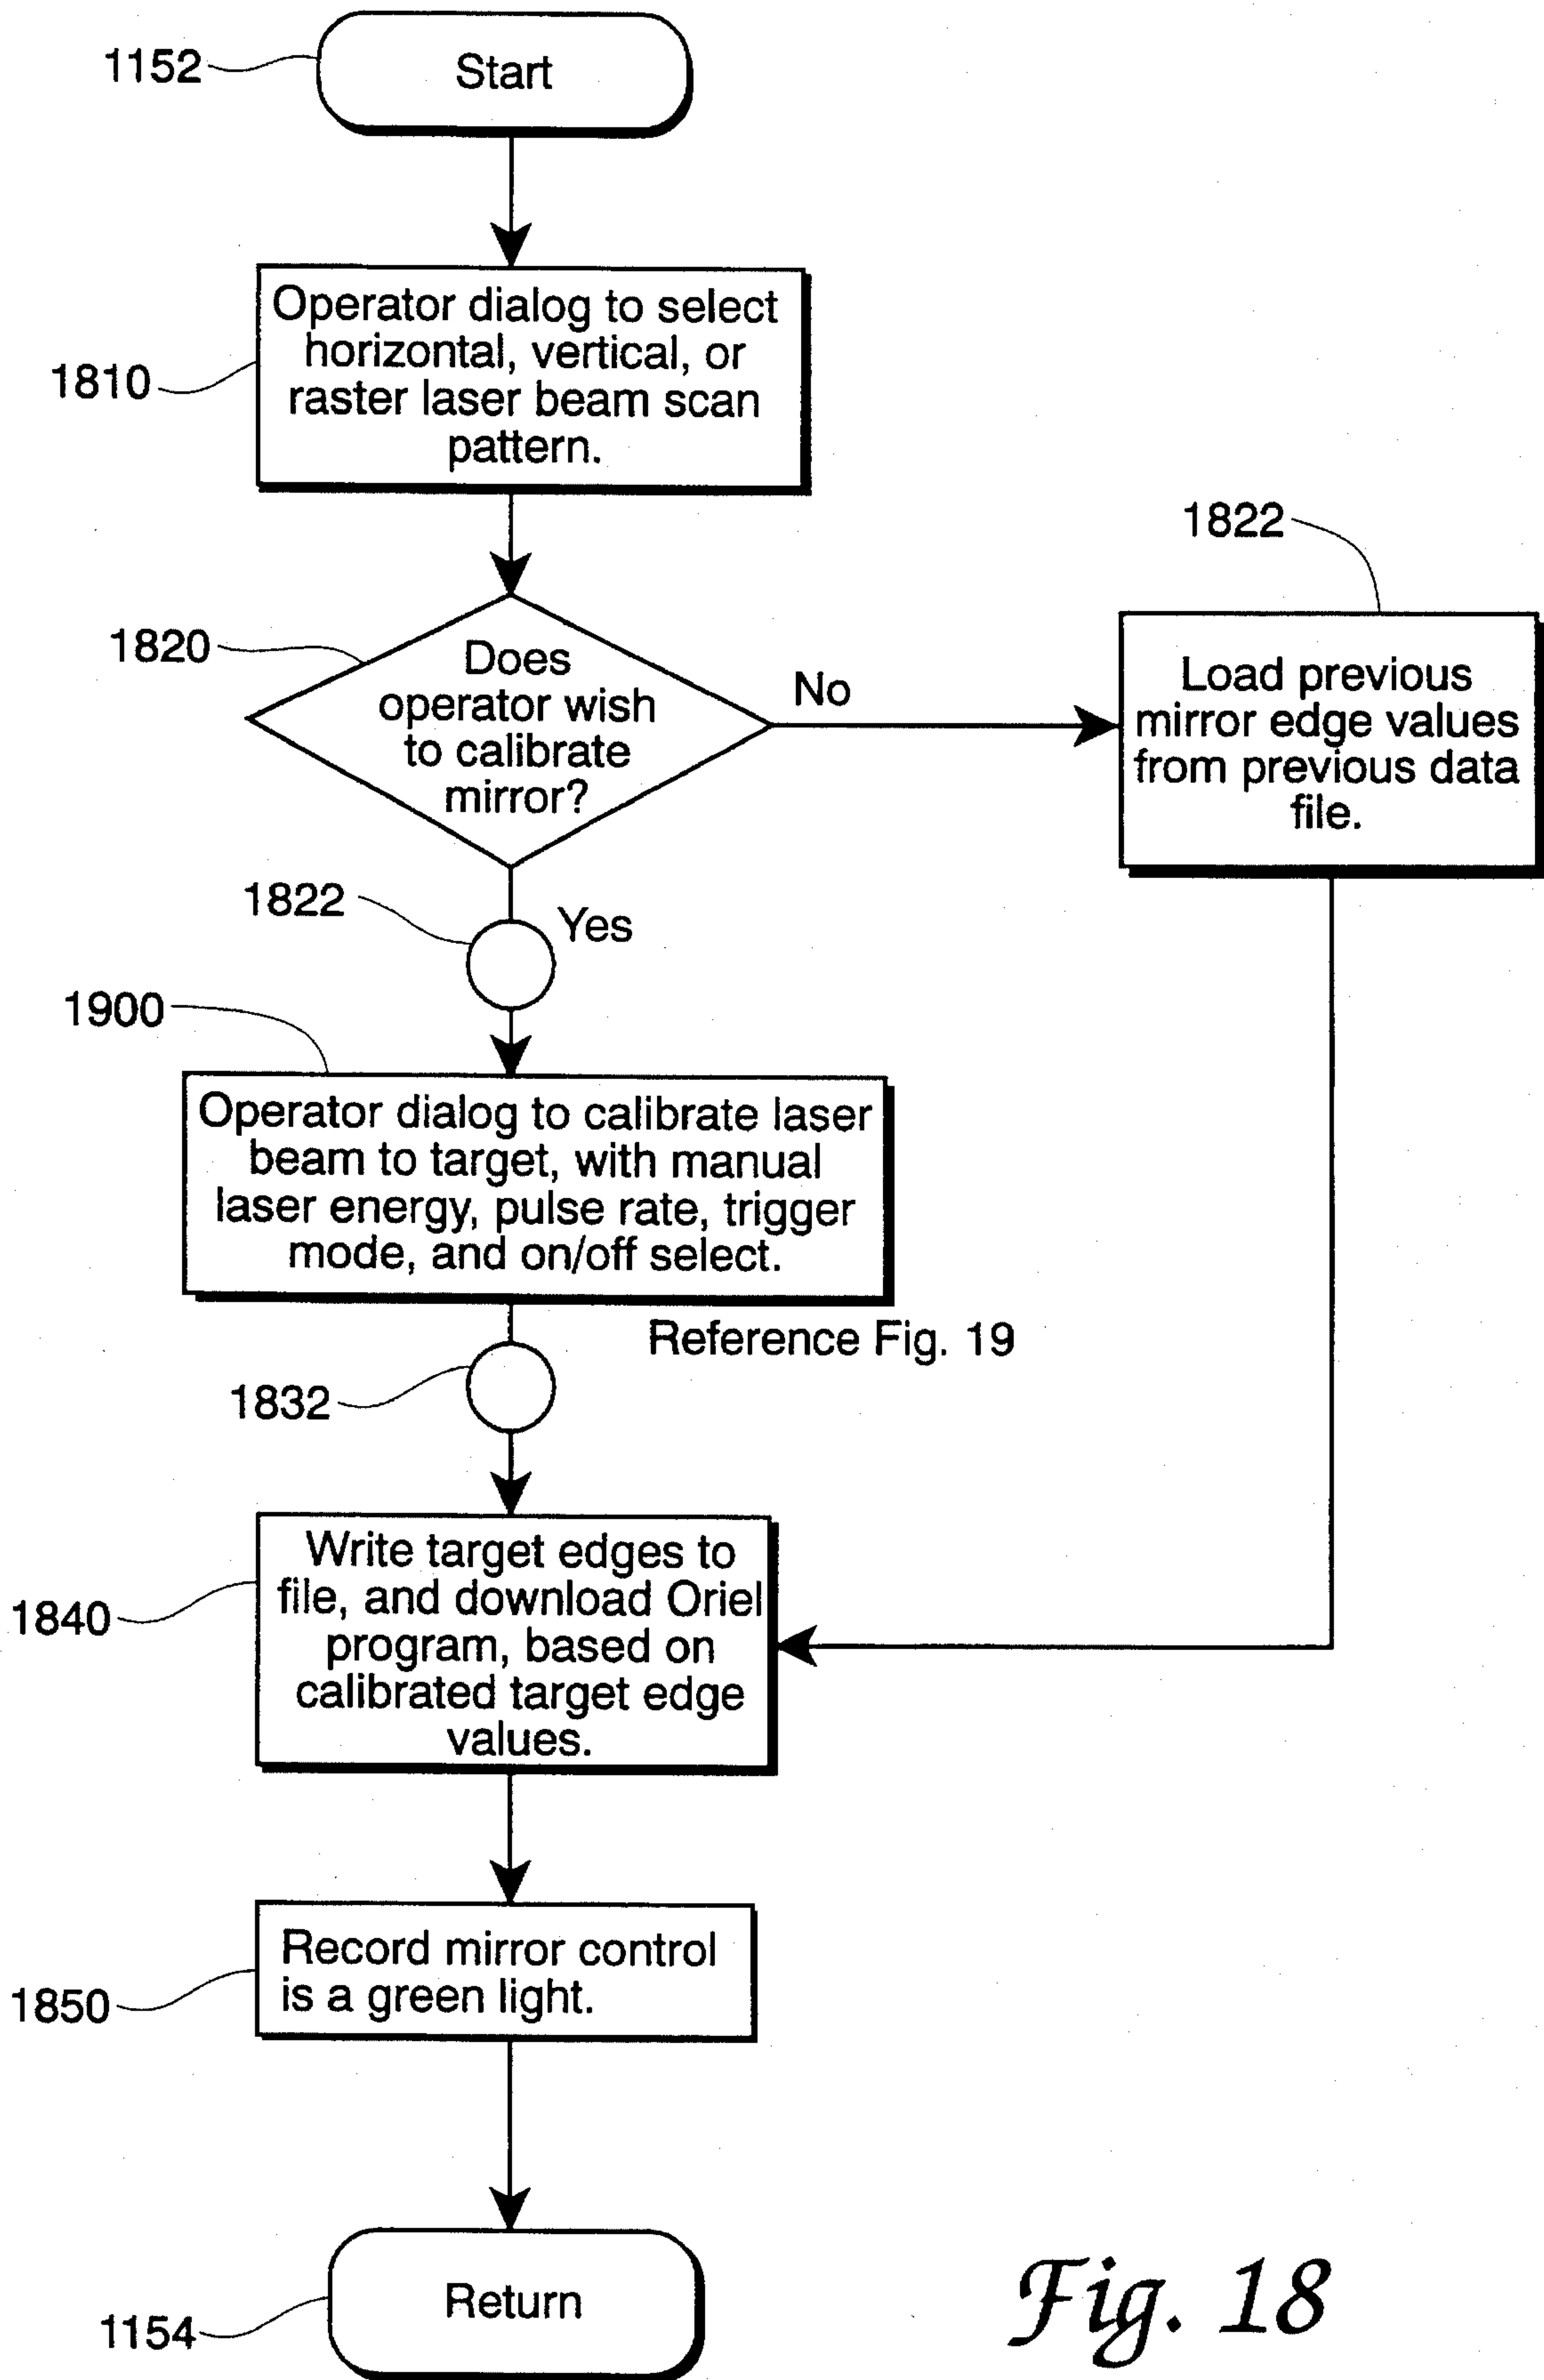 1152
Start
1810
Operator dialog to select
horizontal, vertical, or
raster laser beam scan
pattern.
1820
Does
operator wish
to calibrate
mirror?
No
1822
Load previous
mirror edge values
from previous data
file.
1822
Yes
1900
Operator dialog to calibrate laser
beam to target, with manual
laser energy, pulse rate, trigger
mode, and on/off select.
Reference Fig. 19
1832
1840
Write target edges to
file, and download Oriel
program, based on
calibrated target edge
values.
1850
Record mirror control
is a green light.
1154
Return
Fig. 18